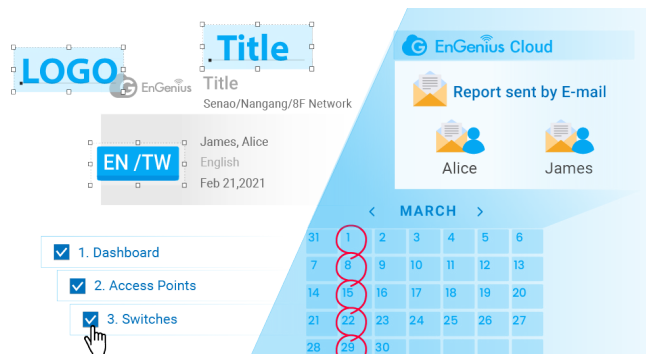 LOGO
EnGenius
Title
Title
Senao/Nangang/8F Network
EN /TW
James, Alice
English
Feb 21,2021
1. Dashboard
2. Access Points
3. Switches
EnGenius Cloud
Report sent by E-mail
Alice
James
< MARCH >
31 1 2 3 4 5 6
7 8 9 10 11 12 13
14 15 16 17 18 19 20
21 22 23 24 25 26 27
28 29 30